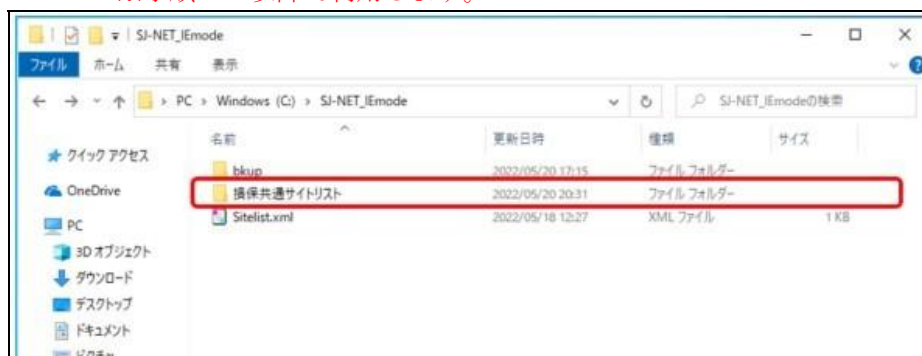 SJ-NET_IEmode
ファイル ホーム 共有 表示
PC > Windows (C:) > SJ-NET_IEmode
SJ-NET_IEmodeの検索
名前 更新日時 種類 サイズ
クイック アクセス
bkup 2022/05/20 17:15 ファイル フォルダー
OneDrive
損保共通サイトリスト 2022/05/20 20:31 ファイル フォルダー
PC
Sitelist.xml 2022/05/18 12:27 XML ファイル 1 KB
3D オブジェクト
ダウンロード
デスクトップ
ドキュメント